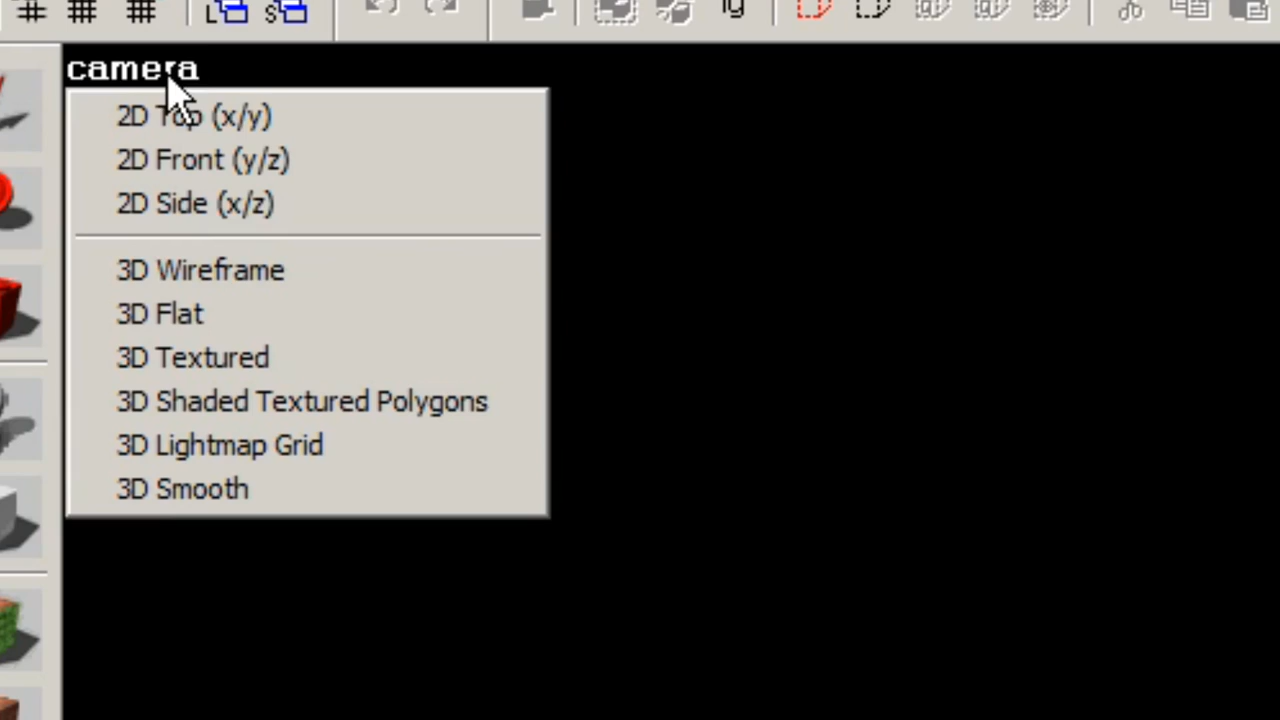 L S ig
camera
2D Top (x/y)
2D Front (y/z)
2D Side (x/z)
3D Wireframe
3D Flat
3D Textured
3D Shaded Textured Polygons
3D Lightmap Grid
3D Smooth